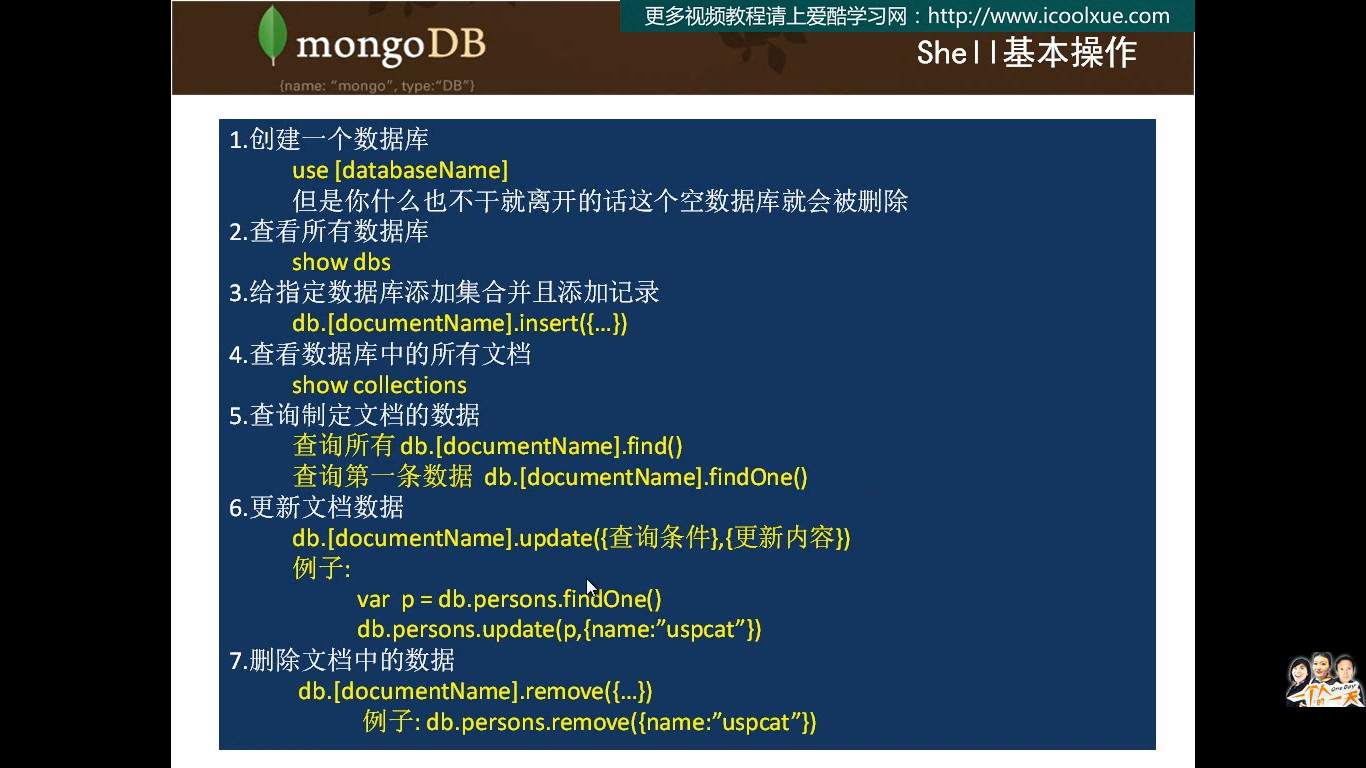 更多视频教程请上爱酷学习网：http://www.icoolxue.com
mongoDB
{name: “mongo”, type:“DB”}
Shell基本操作
1.创建一个数据库
use [databaseName]
但是你什么也不干就离开的话这个空数据库就会被删除
2.查看所有数据库
show dbs
3.给指定数据库添加集合并且添加记录
db.[documentName].insert({...})
4.查看数据库中的所有文档
show collections
5.查询制定文档的数据
查询所有 db.[documentName].find()
查询第一条数据 db.[documentName].findOne()
6.更新文档数据
db.[documentName].update({查询条件},{更新内容})
例子:
var p = db.persons.findOne()
db.persons.update(p,{name:”uspcat”})
7.删除文档中的数据
db.[documentName].remove({...})
例子: db.persons.remove({name:”uspcat”})
一个人的一天
One Day